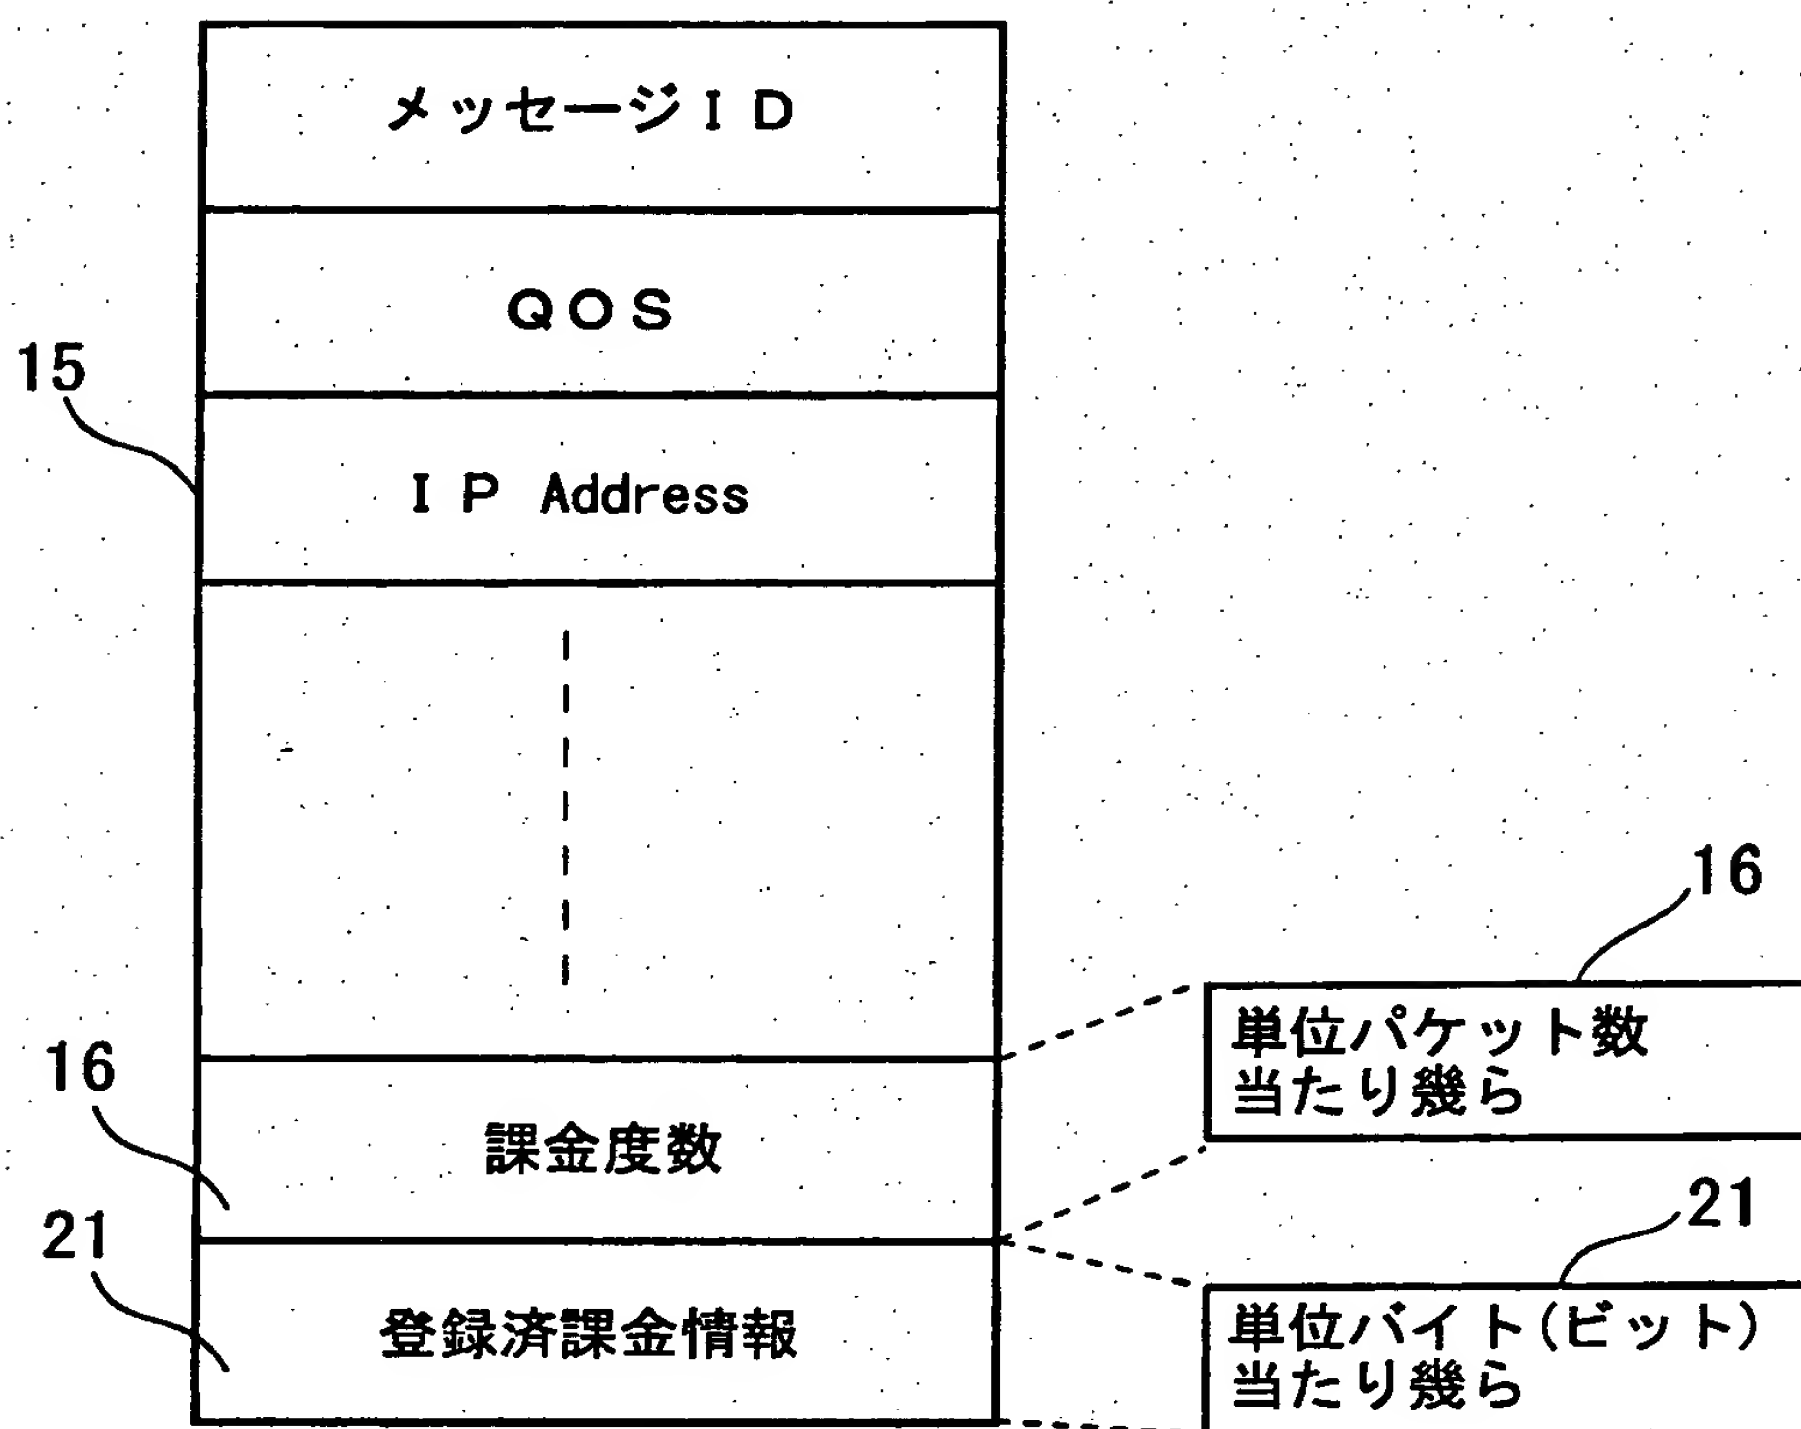 メッセージＩＤ
ＱＯＳ
15
ＩＰ Address
16
単位パケット数
当たり幾ら
16
課金度数
21
21
登録済課金情報
単位バイト(ビット)
当たり幾ら